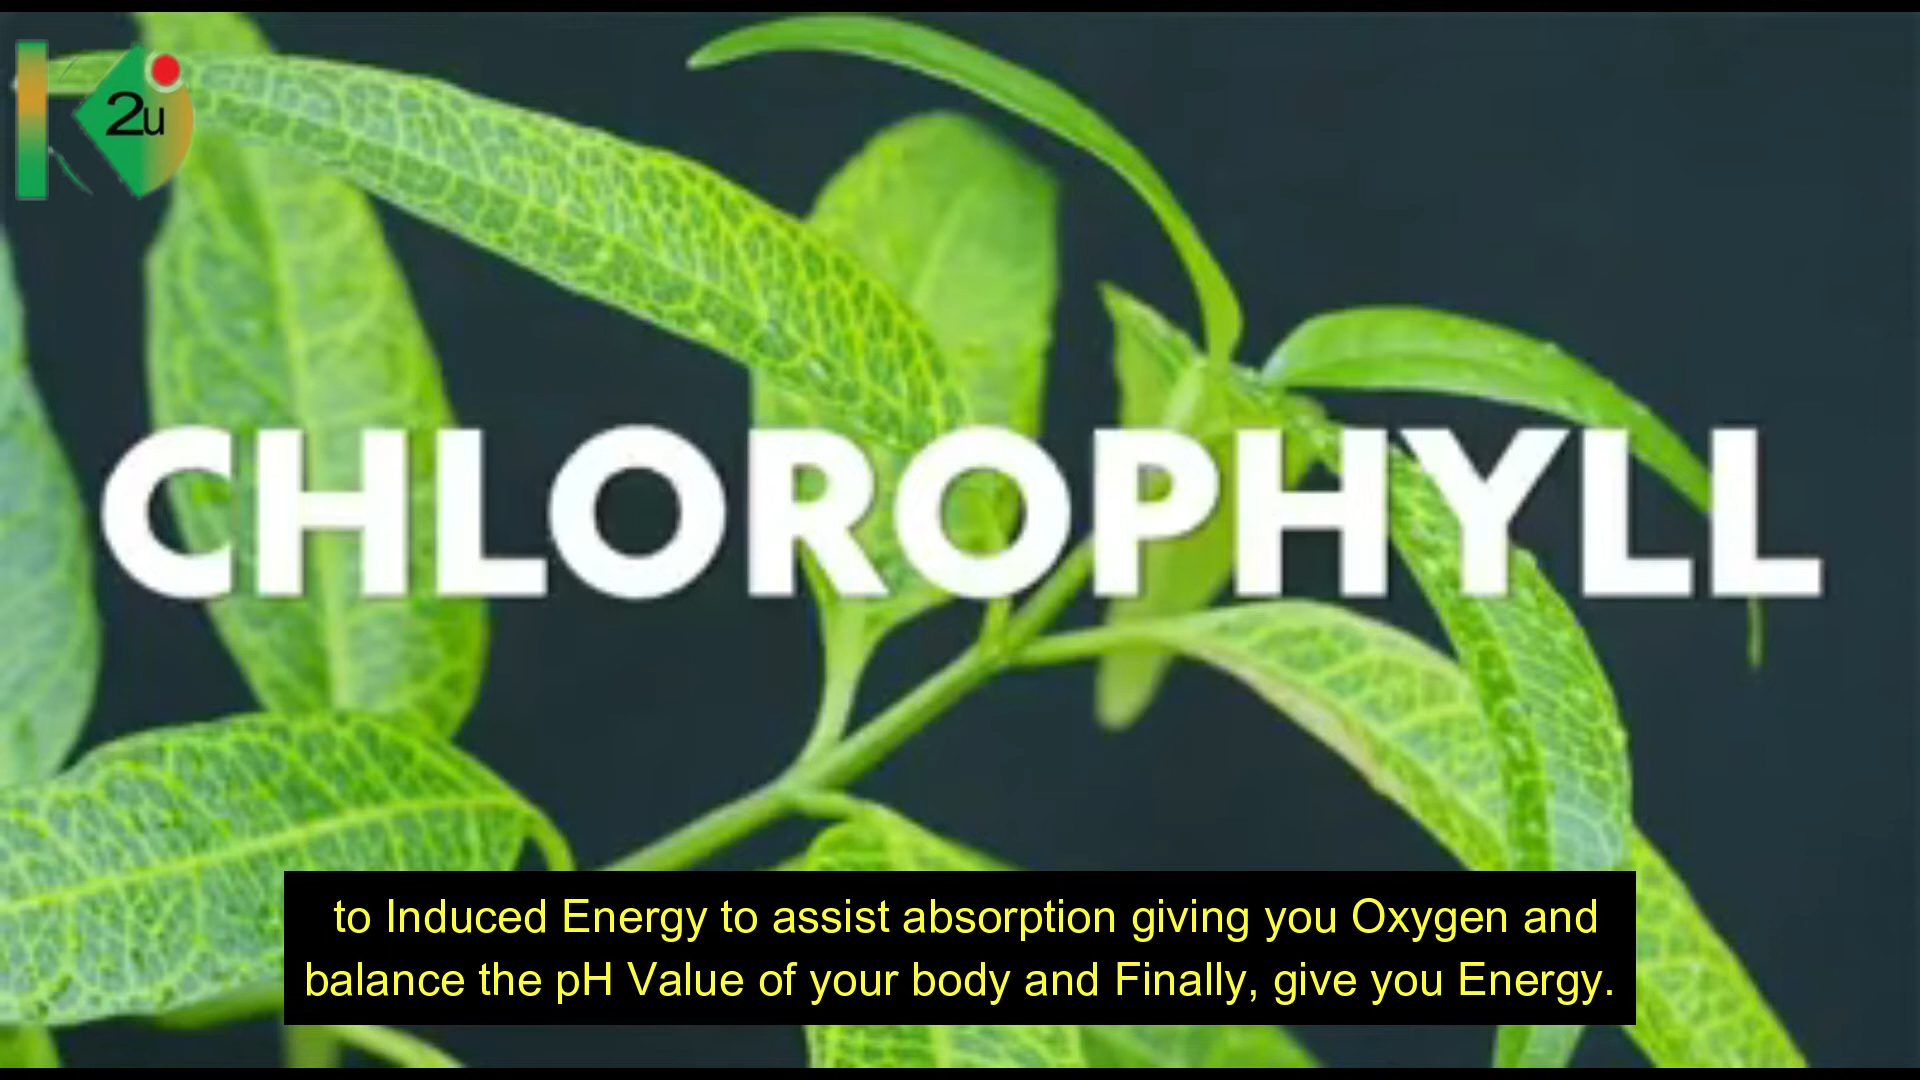 K2u
CHLOROPHYLL
to Induced Energy to assist absorption giving you Oxygen and
balance the pH Value of your body and Finally, give you Energy.